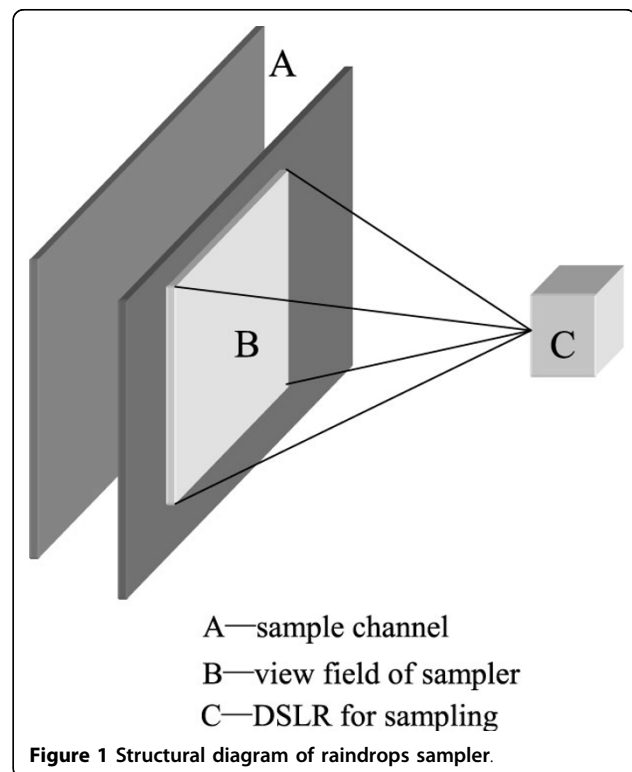 A
B
C
A—sample channel
B—view field of sampler
C—DSLR for sampling
Figure 1 Structural diagram of raindrops sampler.